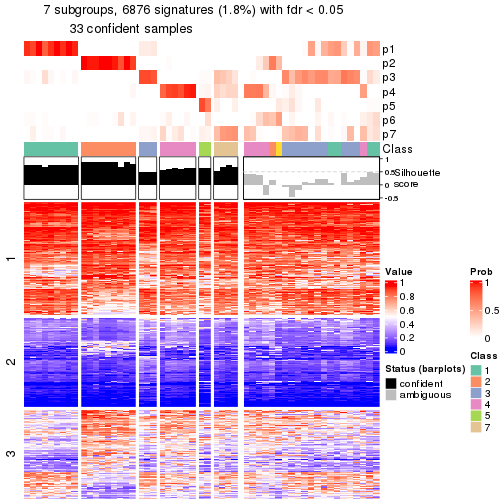 7 subgroups, 6876 signatures (1.8%) with fdr < 0.05
33 confident samples
p1
p2
p3
p4
p5
p6
p7
Class
1
0.5
0
-0.5
Silhouette
score
1
2
3
Value
1
0.8
0.6
0.4
0.2
0
Status (barplots)
confident
ambiguous
Prob
1
0.5
0
Class
1
2
3
4
5
7